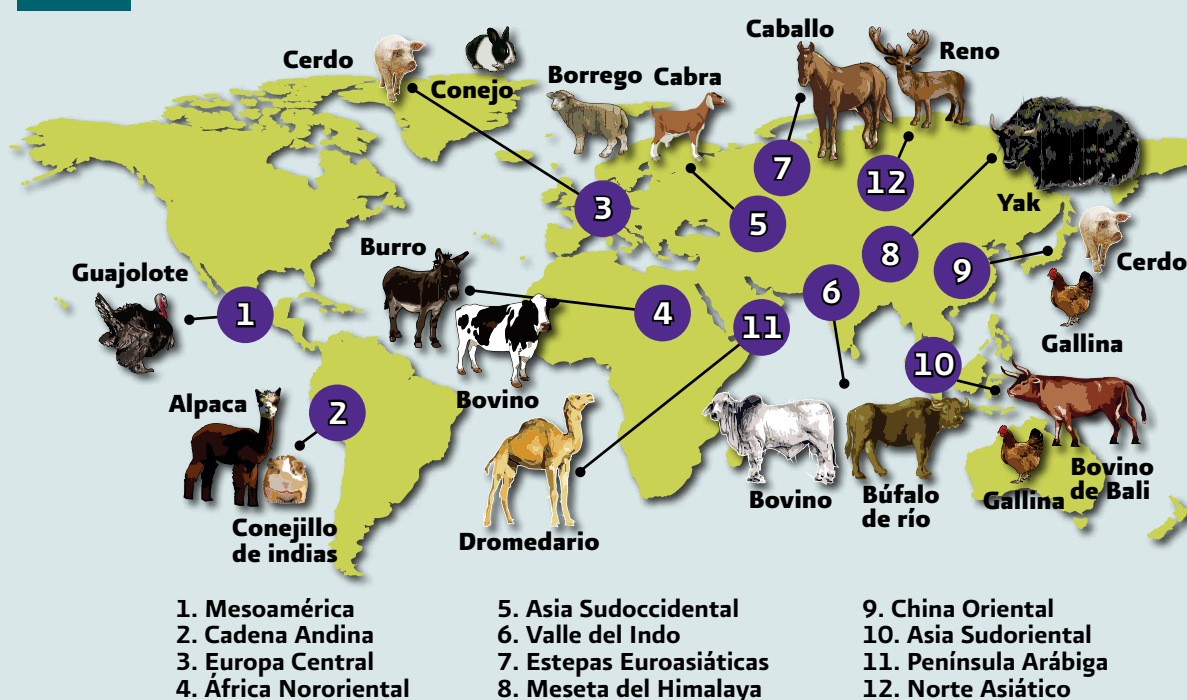 Cerdo
Conejo
Borrego
Cabra
Caballo
Reno
Yak
Cerdo
Gallina
Guajolote
Burro
Bovino
Alpaca
Conejillo
de indias
Dromedario
Bovino
Búfalo
de río
Gallina
Bovino
de Bali
1
2
3
4
5
6
7
8
9
10
11
12
1. Mesoamérica
2. Cadena Andina
3. Europa Central
4. África Nororiental
5. Asia Sudoccidental
6. Valle del Indo
7. Estepas Euroasiáticas
8. Meseta del Himalaya
9. China Oriental
10. Asia Sudoriental
11. Península Arábiga
12. Norte Asiático